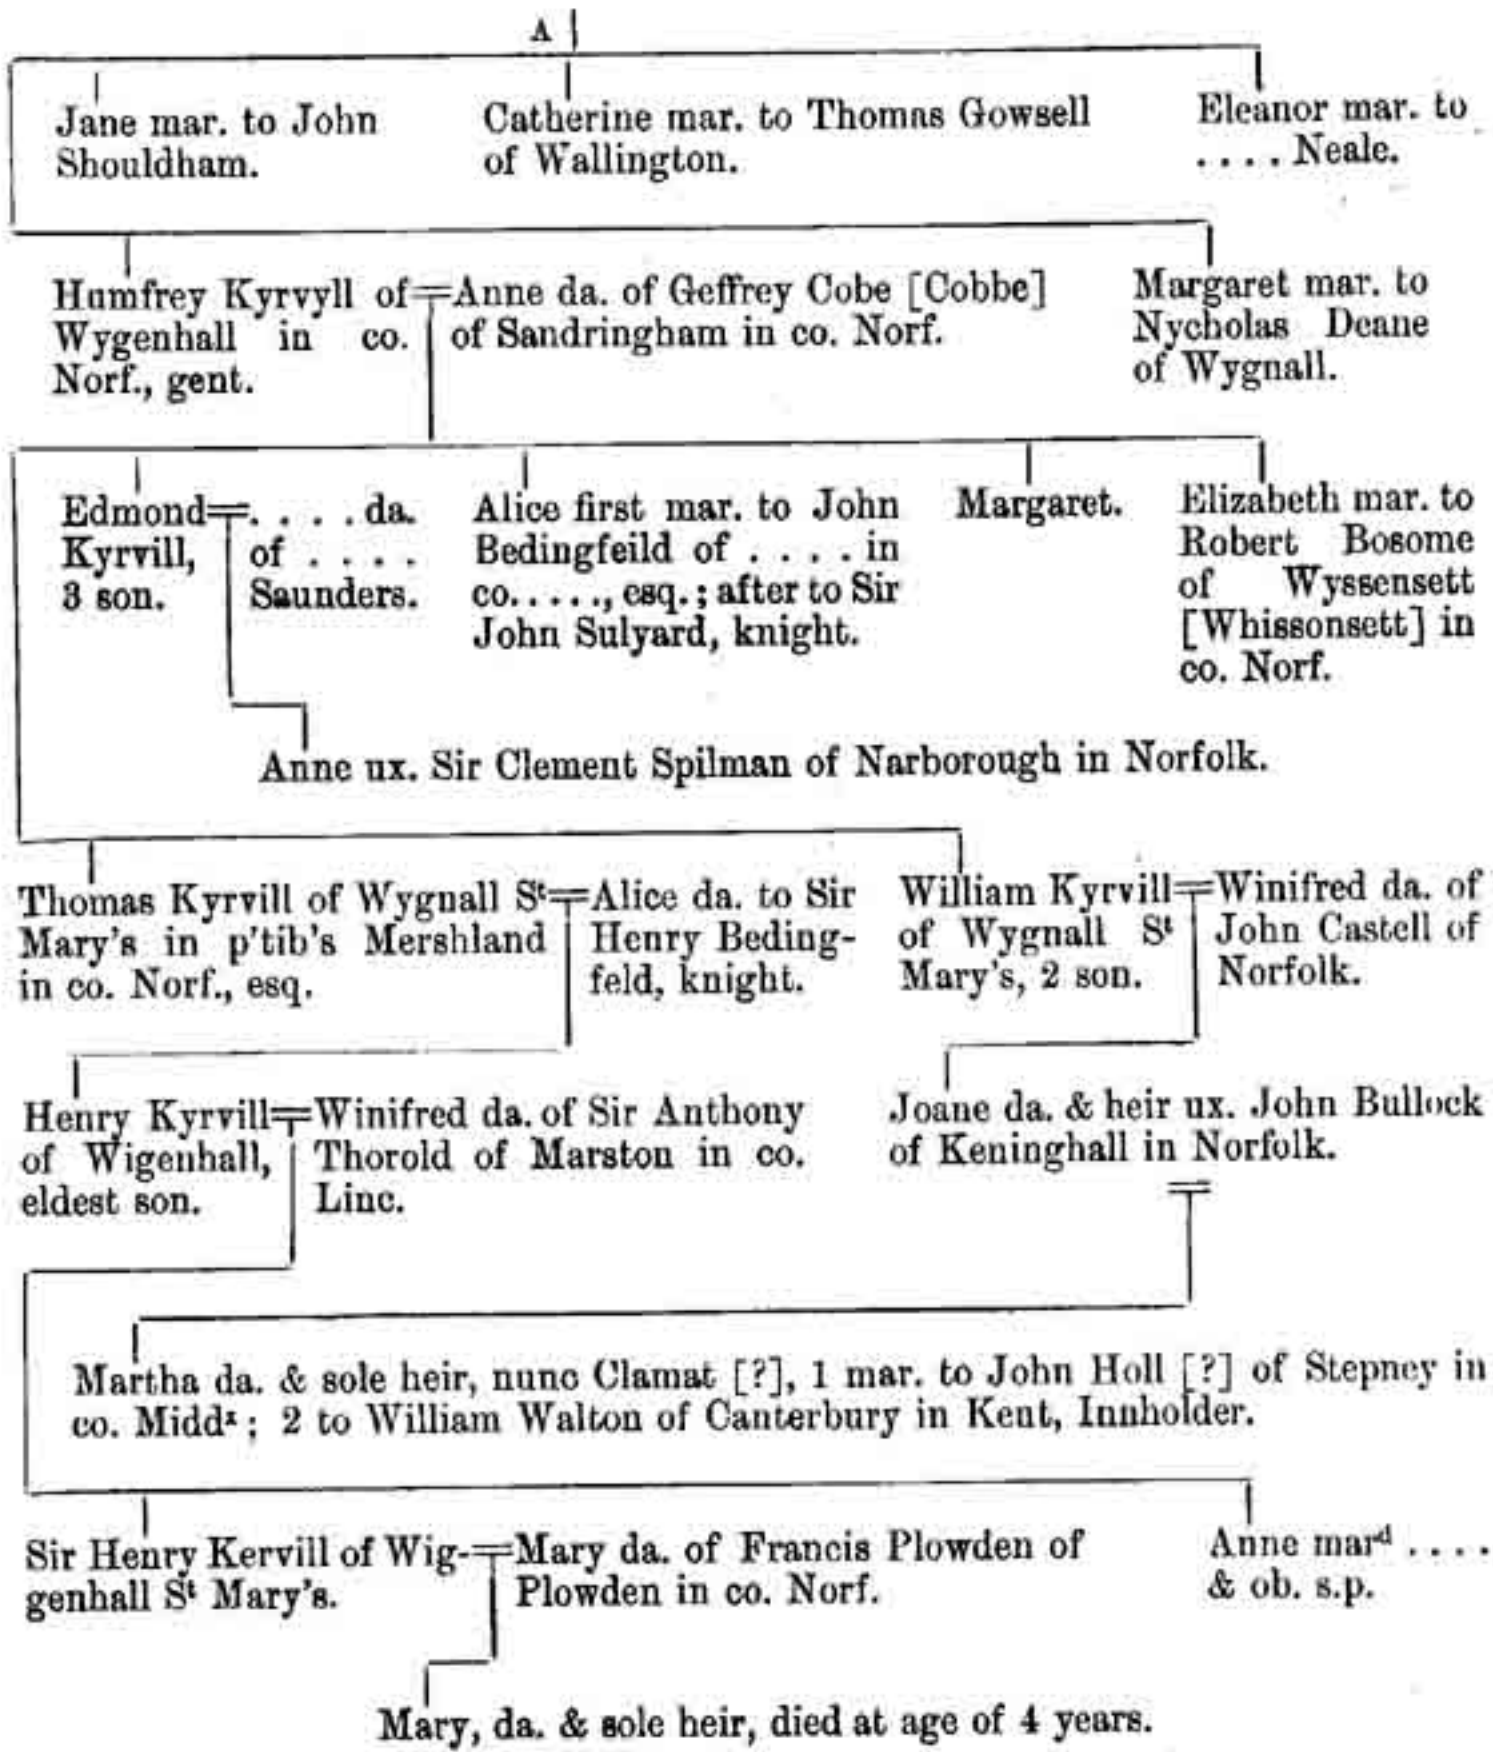 A
Jane mar. to John
Shouldham.
Catherine mar. to Thomas Gowsell
of Wallington.
Eleanor mar. to
. . . . Neale.
Humfrey Kyrvyll of
Wygenhall in co.
Norf., gent.
Anne da. of Geffrey Cobe [Cobbe]
of Sandringham in co. Norf.
Margaret mar. to
Nycholas Deane
of Wygnall.
Edmond
Kyrvill,
3 son.
. . . . da.
of . . . .
Saunders.
Alice first mar. to John
Bedingfeild of . . . . in
co. . . . ., esq.; after to Sir
John Sulyard, knight.
Margaret.
Elizabeth mar. to
Robert Bosome
of Wyssensett
[Whissonsett] in
co. Norf.
Anne ux. Sir Clement Spilman of Narborough in Norfolk.
Thomas Kyrvill of Wygnall Sᵗ
Mary's in p'tib's Mershland
in co. Norf., esq.
Alice da. to Sir
Henry Beding-
feld, knight.
William Kyrvill
of Wygnall Sᵗ
Mary's, 2 son.
Winifred da. of
John Castell of
Norfolk.
Henry Kyrvill
of Wigenhall,
eldest son.
Winifred da. of Sir Anthony
Thorold of Marston in co.
Linc.
Joane da. & heir ux. John Bullock
of Keninghall in Norfolk.
Martha da. & sole heir, nunc Clamat [?], 1 mar. to John Holl [?] of Stepney in
co. Middˣ; 2 to William Walton of Canterbury in Kent, Innholder.
Sir Henry Kervill of Wig-
genhall Sᵗ Mary's.
Mary da. of Francis Plowden of
Plowden in co. Norf.
Anne marᵈ . . . .
& ob. s.p.
Mary, da. & sole heir, died at age of 4 years.